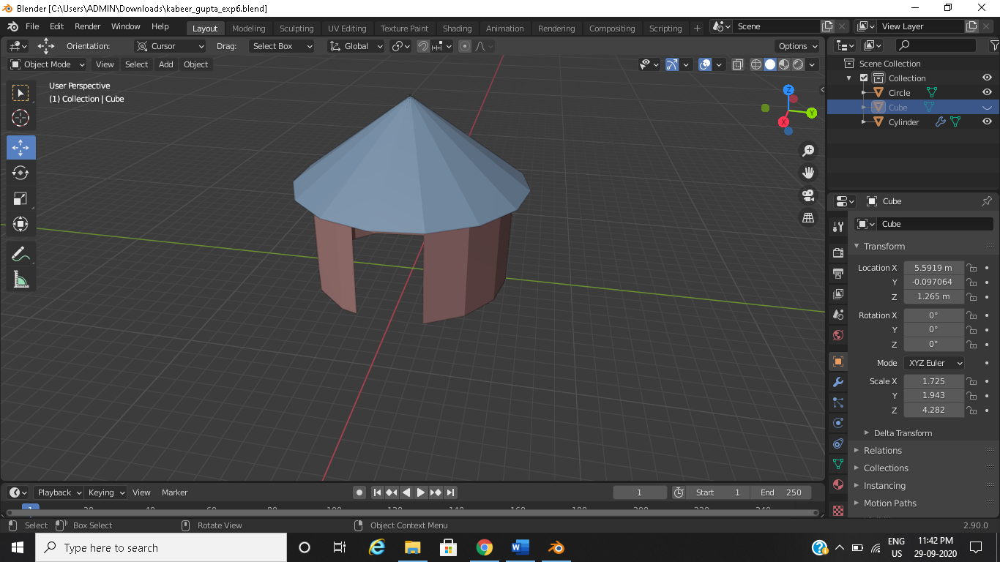 Blender [C:\Users\ADMIN\Downloads\kabeer_gupta_exp6.blend]
File Edit Render Window Help Layout Modeling Sculpting UV Editing Texture Paint Shading Animation Rendering Compositing Scripting + Scene View Layer
Orientation: Cursor Drag: Select Box Global Options
Object Mode View Select Add Object
User Perspective
(1) Collection | Cube
Z
Y
X
Scene Collection
Collection
Circle
Cube
Cylinder
Cube
Cube
Transform
Location X 5.5919 m
Y -0.097064
Z 1.265 m
Rotation X 0°
Y 0°
Z 0°
Mode XYZ Euler
Scale X 1.725
Y 1.943
Z 4.282
Delta Transform
Relations
Collections
Instancing
Motion Paths
Playback Keying View Marker 1 Start 1 End 250
1 20 40 60 80 100 120 140 160 180 200 220 240
Select Box Select Rotate View Object Context Menu 2.90.0
Type here to search
ENG
US
11:42 PM
29-09-2020